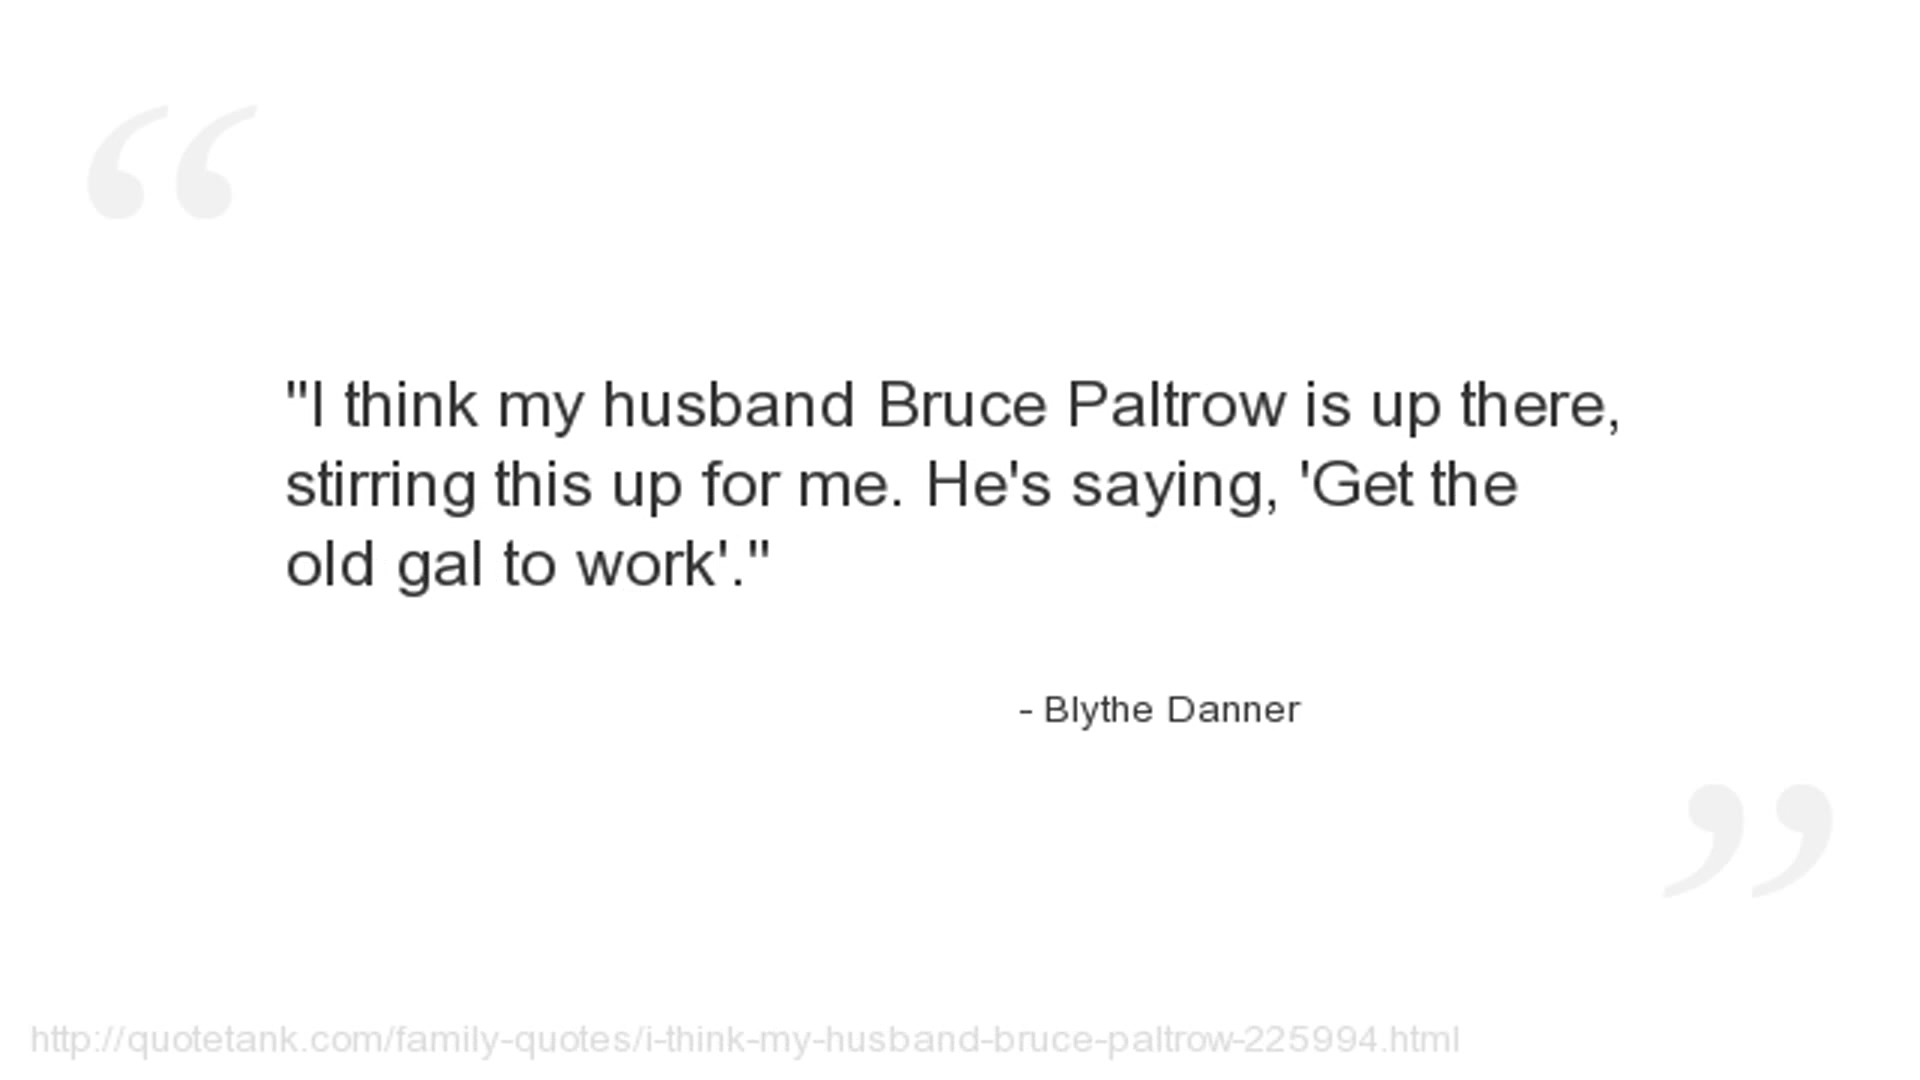 "I think my husband Bruce Paltrow is up there,
stirring this up for me. He's saying, 'Get the
old gal to work'."
- Blythe Danner
http://quotetank.com/family-quotes/i-think-my-husband-bruce-paltrow-225994.html